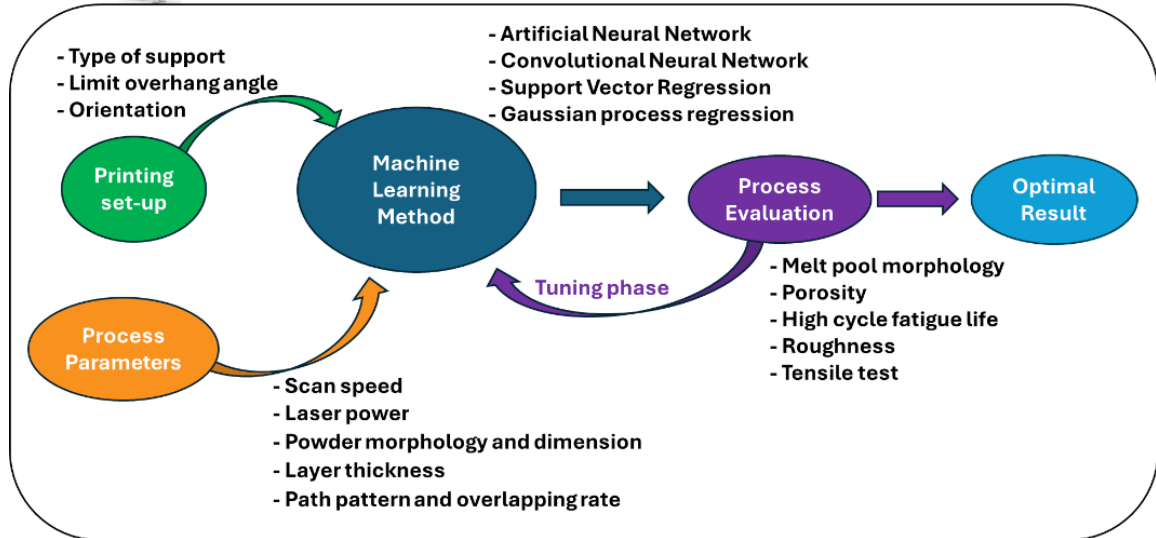 - Type of support
- Limit overhang angle
- Orientation
- Artificial Neural Network
- Convolutional Neural Network
- Support Vector Regression
- Gaussian process regression
Printing
set-up
Machine
Learning
Method
Process
Evaluation
Optimal
Result
Tuning phase
- Melt pool morphology
- Porosity
- High cycle fatigue life
- Roughness
- Tensile test
Process
Parameters
- Scan speed
- Laser power
- Powder morphology and dimension
- Layer thickness
- Path pattern and overlapping rate